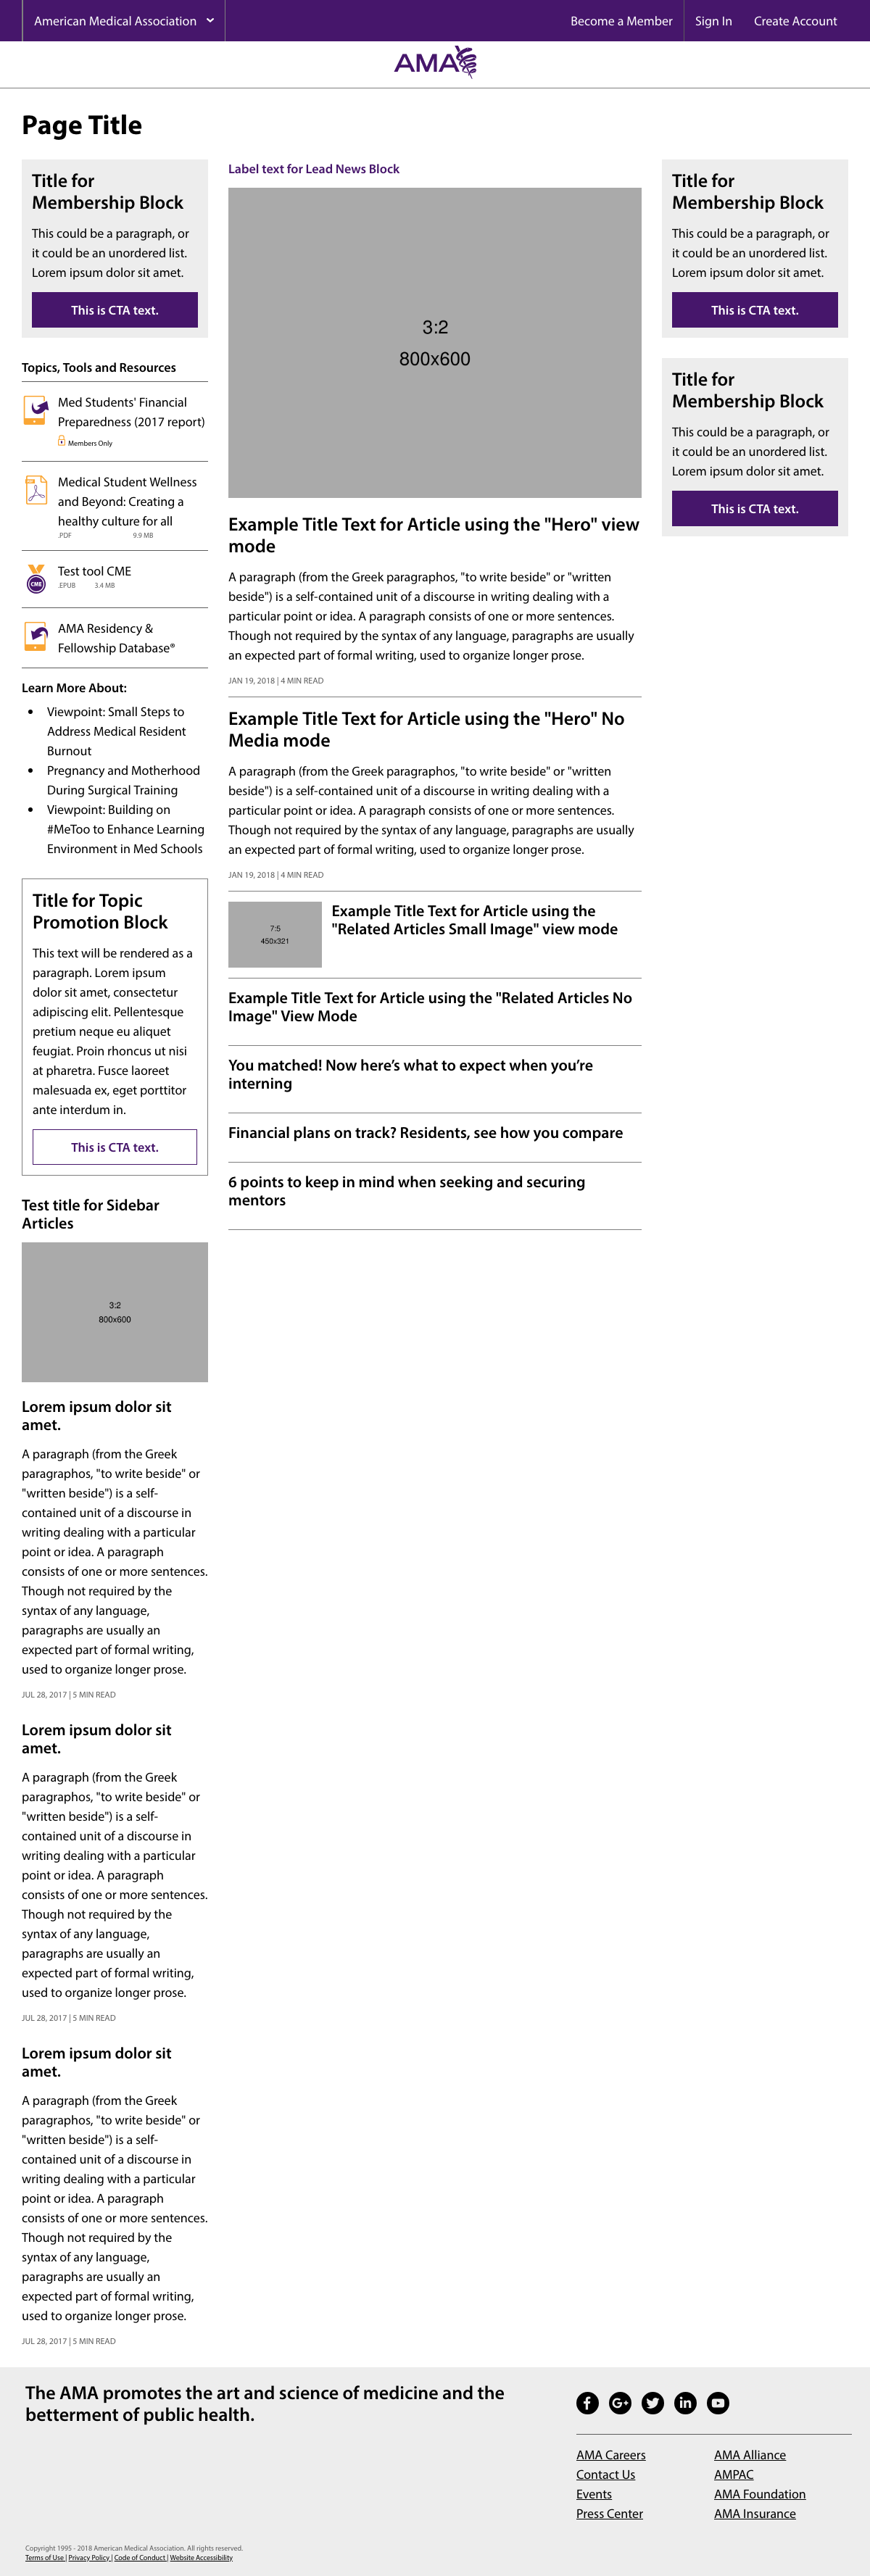 American Medical Association
Become a Member
Sign In
Create Account
AMA
Page Title
Title for
Membership Block
This could be a paragraph, or
it could be an unordered list.
Lorem ipsum dolor sit amet.
This is CTA text.
Topics, Tools and Resources
Med Students' Financial
Preparedness (2017 report)
Members Only
Medical Student Wellness
and Beyond: Creating a
healthy culture for all
.PDF 9.9 MB
CME
Test tool CME
.EPUB 3.4 MB
AMA Residency &
Fellowship Database®
Learn More About:
• Viewpoint: Small Steps to
Address Medical Resident
Burnout
• Pregnancy and Motherhood
During Surgical Training
• Viewpoint: Building on
#MeToo to Enhance Learning
Environment in Med Schools
Title for Topic
Promotion Block
This text will be rendered as a
paragraph. Lorem ipsum
dolor sit amet, consectetur
adipiscing elit. Pellentesque
pretium neque eu aliquet
feugiat. Proin rhoncus ut nisi
at pharetra. Fusce laoreet
malesuada ex, eget porttitor
ante interdum in.
This is CTA text.
Test title for Sidebar
Articles
3:2
800x600
Lorem ipsum dolor sit
amet.
A paragraph (from the Greek
paragraphos, "to write beside" or
"written beside") is a self-
contained unit of a discourse in
writing dealing with a particular
point or idea. A paragraph
consists of one or more sentences.
Though not required by the
syntax of any language,
paragraphs are usually an
expected part of formal writing,
used to organize longer prose.
JUL 28, 2017 | 5 MIN READ
Lorem ipsum dolor sit
amet.
A paragraph (from the Greek
paragraphos, "to write beside" or
"written beside") is a self-
contained unit of a discourse in
writing dealing with a particular
point or idea. A paragraph
consists of one or more sentences.
Though not required by the
syntax of any language,
paragraphs are usually an
expected part of formal writing,
used to organize longer prose.
JUL 28, 2017 | 5 MIN READ
Lorem ipsum dolor sit
amet.
A paragraph (from the Greek
paragraphos, "to write beside" or
"written beside") is a self-
contained unit of a discourse in
writing dealing with a particular
point or idea. A paragraph
consists of one or more sentences.
Though not required by the
syntax of any language,
paragraphs are usually an
expected part of formal writing,
used to organize longer prose.
JUL 28, 2017 | 5 MIN READ
Label text for Lead News Block
3:2
800x600
Example Title Text for Article using the "Hero" view
mode
A paragraph (from the Greek paragraphos, "to write beside" or "written
beside") is a self-contained unit of a discourse in writing dealing with a
particular point or idea. A paragraph consists of one or more sentences.
Though not required by the syntax of any language, paragraphs are usually
an expected part of formal writing, used to organize longer prose.
JAN 19, 2018 | 4 MIN READ
Example Title Text for Article using the "Hero" No
Media mode
A paragraph (from the Greek paragraphos, "to write beside" or "written
beside") is a self-contained unit of a discourse in writing dealing with a
particular point or idea. A paragraph consists of one or more sentences.
Though not required by the syntax of any language, paragraphs are usually
an expected part of formal writing, used to organize longer prose.
JAN 19, 2018 | 4 MIN READ
7:5
450x321
Example Title Text for Article using the
"Related Articles Small Image" view mode
Example Title Text for Article using the "Related Articles No
Image" View Mode
You matched! Now here’s what to expect when you’re
interning
Financial plans on track? Residents, see how you compare
6 points to keep in mind when seeking and securing
mentors
Title for
Membership Block
This could be a paragraph, or
it could be an unordered list.
Lorem ipsum dolor sit amet.
This is CTA text.
Title for
Membership Block
This could be a paragraph, or
it could be an unordered list.
Lorem ipsum dolor sit amet.
This is CTA text.
The AMA promotes the art and science of medicine and the
betterment of public health.
AMA Careers
Contact Us
Events
Press Center
AMA Alliance
AMPAC
AMA Foundation
AMA Insurance
Copyright 1995 - 2018 American Medical Association. All rights reserved.
Terms of Use | Privacy Policy | Code of Conduct | Website Accessibility